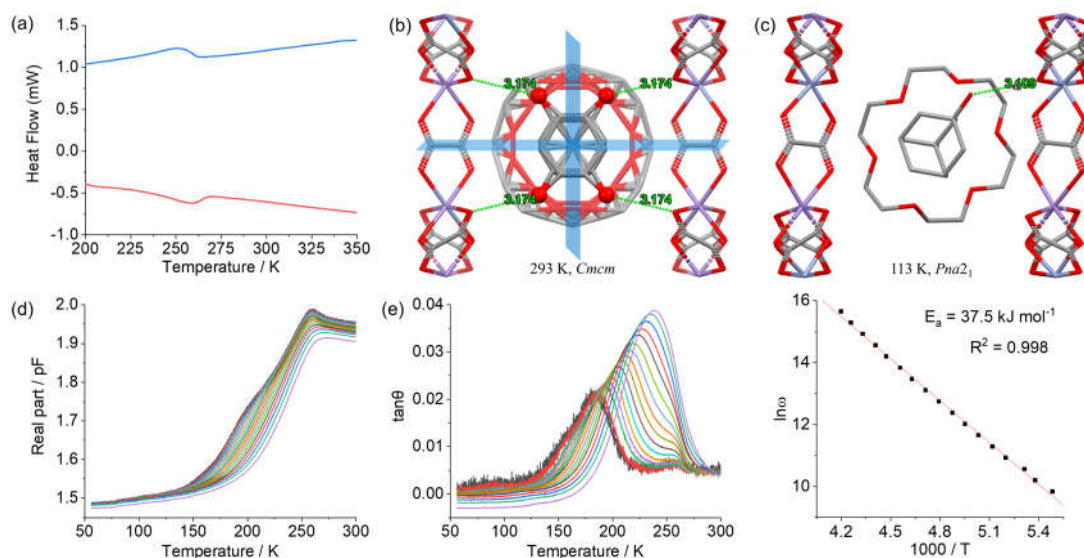 (a)
1.5
1.0
0.5
0.0
-0.5
-1.0
Heat Flow (mW)
200 225 250 275 300 325 350
Temperature / K
(b)
3.174 3.174
3.174 3.174
293 K, Cmcm
(c)
113 K, Pna2₁
(d)
2.0
1.9
1.8
1.7
1.6
1.5
Real part / pF
50 100 150 200 250 300
Temperature / K
(e)
0.04
0.03
0.02
0.01
0.00
tanθ
50 100 150 200 250 300
Temperature / K
16
14
12
10
lnω
Eₐ = 37.5 kJ mol⁻¹
R² = 0.998
4.2 4.5 4.8 5.1 5.4
1000 / T